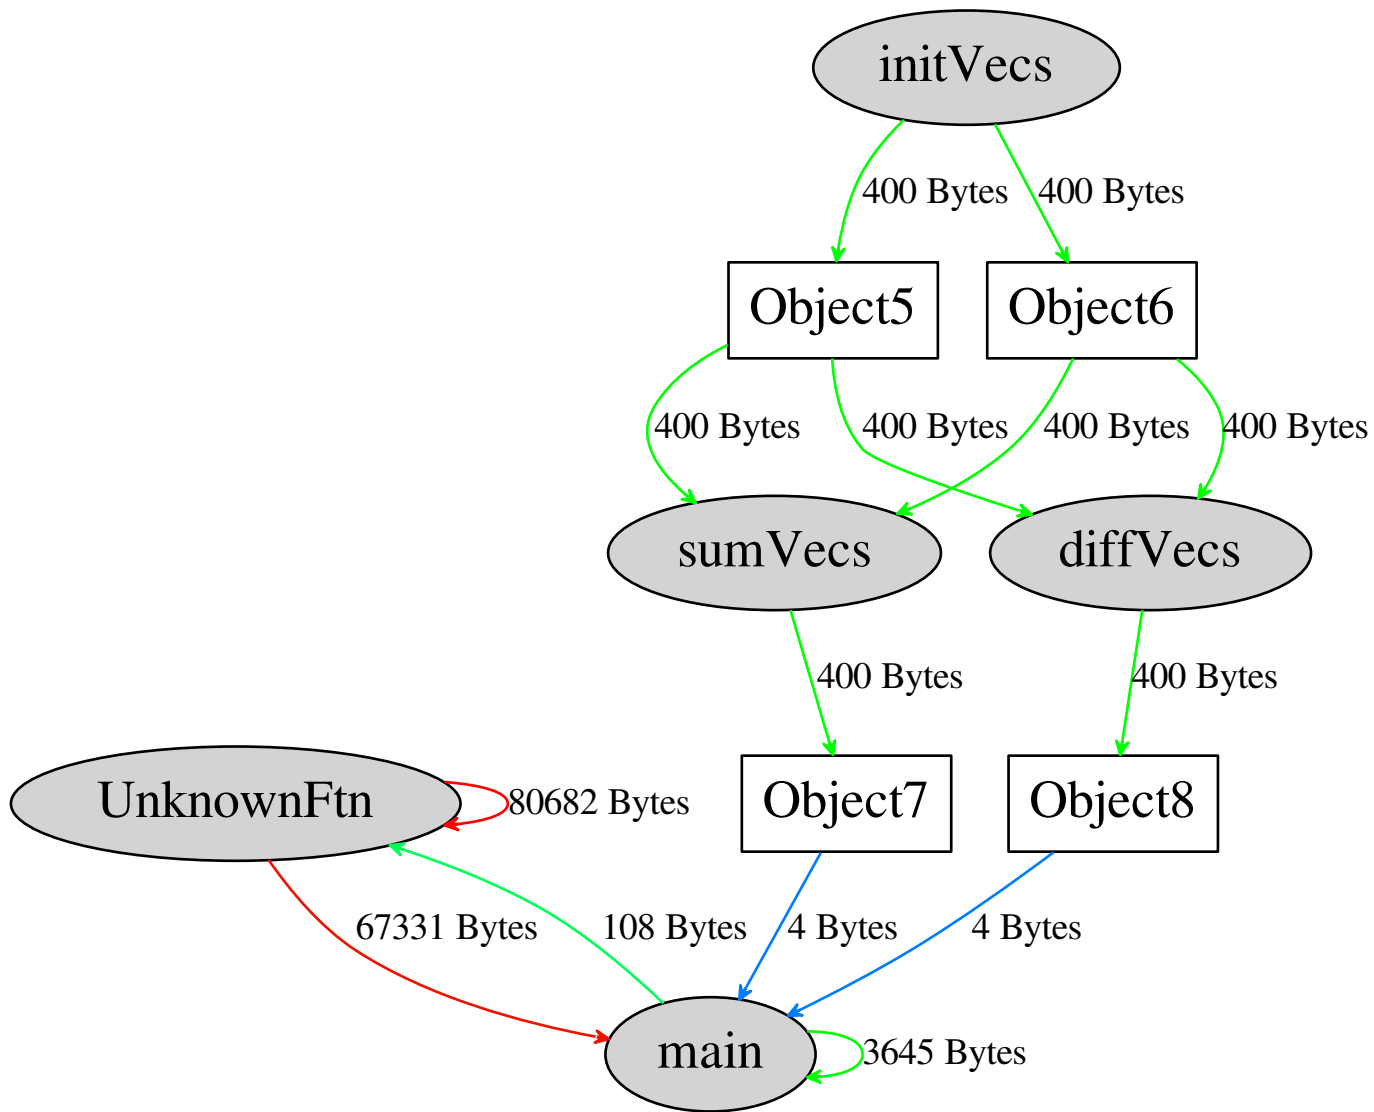 initVecs
400 Bytes
400 Bytes
Object5
Object6
400 Bytes
400 Bytes
400 Bytes
400 Bytes
sumVecs
diffVecs
400 Bytes
400 Bytes
UnknownFtn
80682 Bytes
Object7
Object8
67331 Bytes
108 Bytes
4 Bytes
4 Bytes
main
3645 Bytes